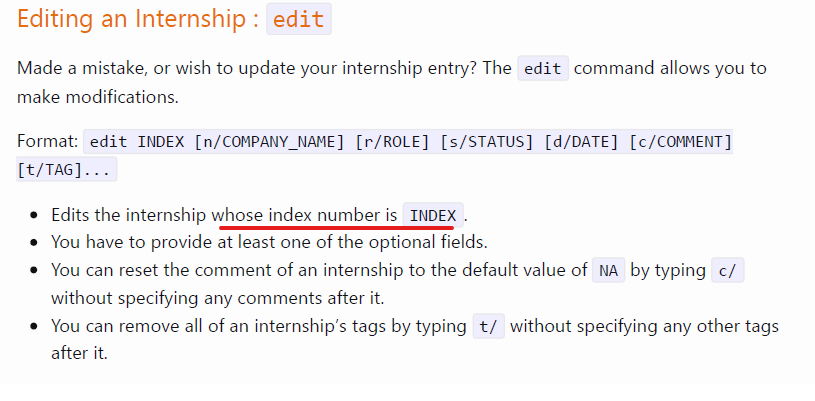 Editing an Internship : edit
Made a mistake, or wish to update your internship entry? The edit command allows you to
make modifications.
Format: edit INDEX [n/COMPANY_NAME] [r/ROLE] [s/STATUS] [d/DATE] [c/COMMENT]
[t/TAG]...
• Edits the internship whose index number is INDEX.
• You have to provide at least one of the optional fields.
• You can reset the comment of an internship to the default value of NA by typing c/
without specifying any comments after it.
• You can remove all of an internship’s tags by typing t/ without specifying any other tags
after it.